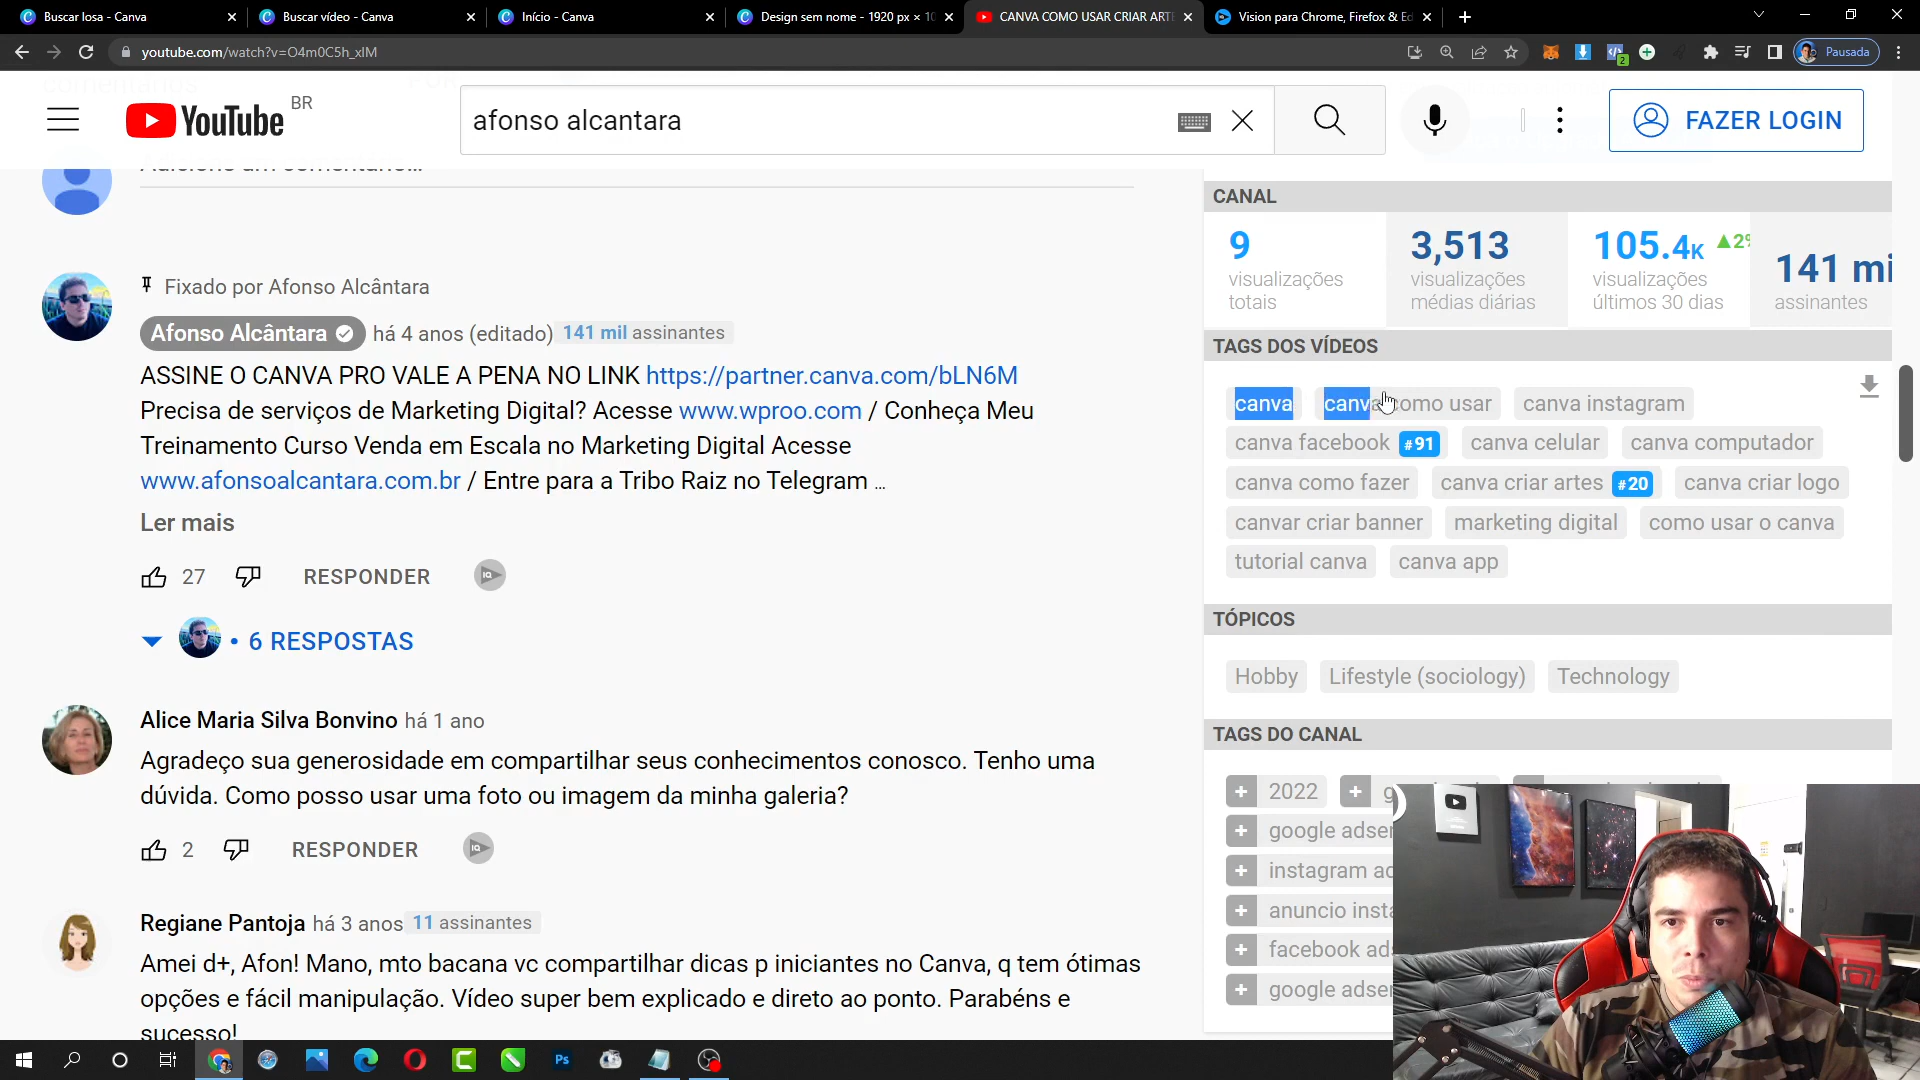 Buscar losa - Canva
Buscar vídeo - Canva
Início - Canva
Design sem nome - 1920 px × 10
CANVA COMO USAR CRIAR ARTE
Vision para Chrome, Firefox & Ed
youtube.com/watch?v=O4m0C5h_xIM
2
Pausada
YouTube BR
afonso alcantara
FAZER LOGIN
Fixado por Afonso Alcântara
Afonso Alcântara há 4 anos (editado) 141 mil assinantes
ASSINE O CANVA PRO VALE A PENA NO LINK https://partner.canva.com/bLN6M
Precisa de serviços de Marketing Digital? Acesse www.wproo.com / Conheça Meu
Treinamento Curso Venda em Escala no Marketing Digital Acesse
www.afonsoalcantara.com.br / Entre para a Tribo Raiz no Telegram ...
Ler mais
27 RESPONDER
• 6 RESPOSTAS
Alice Maria Silva Bonvino há 1 ano
Agradeço sua generosidade em compartilhar seus conhecimentos conosco. Tenho uma
dúvida. Como posso usar uma foto ou imagem da minha galeria?
2 RESPONDER
Regiane Pantoja há 3 anos 11 assinantes
Amei d+, Afon! Mano, mto bacana vc compartilhar dicas p iniciantes no Canva, q tem ótimas
opções e fácil manipulação. Vídeo super bem explicado e direto ao ponto. Parabéns e
sucesso!
CANAL
9 3,513 105.4K ▲2% 141 mi
visualizações totais
visualizações médias diárias
visualizações últimos 30 dias
assinantes
TAGS DOS VÍDEOS
canva canva como usar canva instagram
canva facebook #91 canva celular canva computador
canva como fazer canva criar artes #20 canva criar logo
canvar criar banner marketing digital como usar o canva
tutorial canva canva app
TÓPICOS
Hobby Lifestyle (sociology) Technology
TAGS DO CANAL
+ 2022 +
+ google adser
+ instagram ad
+ anuncio insta
+ facebook ads
+ google adser
Ps